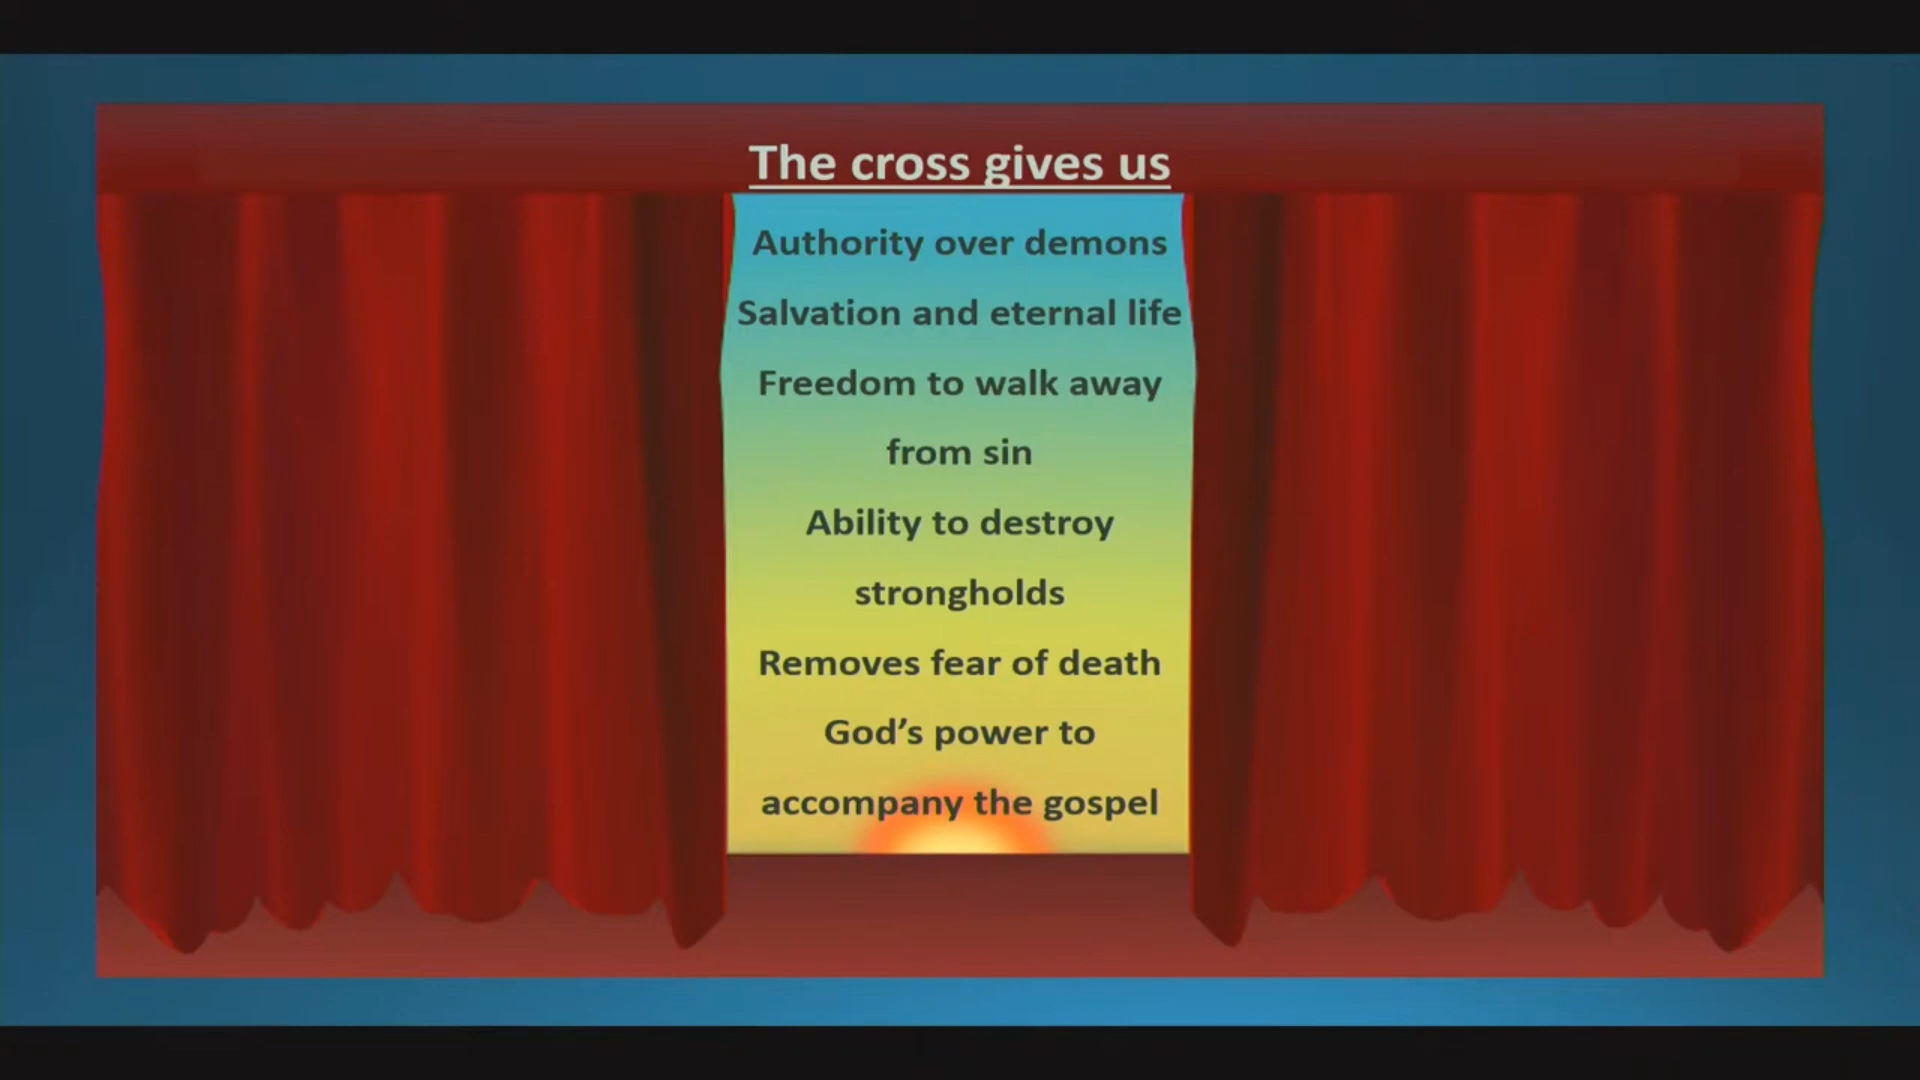 The cross gives us
Authority over demons
Salvation and eternal life
Freedom to walk away
from sin
Ability to destroy
strongholds
Removes fear of death
God’s power to
accompany the gospel